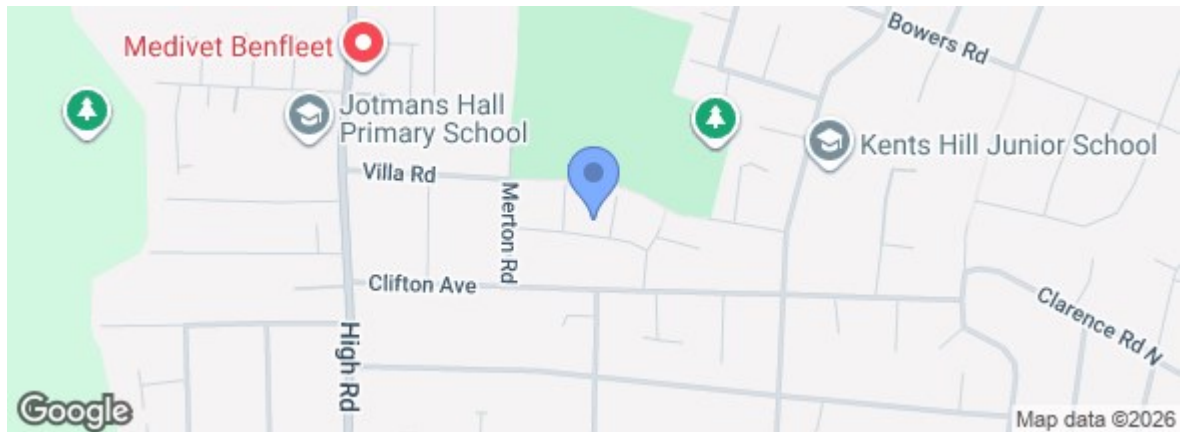 Bowers Rd
Medivet Benfleet
Jotmans Hall
Primary School
Kents Hill Junior School
Villa Rd
Merton Rd
Clifton Ave
Clarence Rd N
High Rd
Google
Map data ©2026